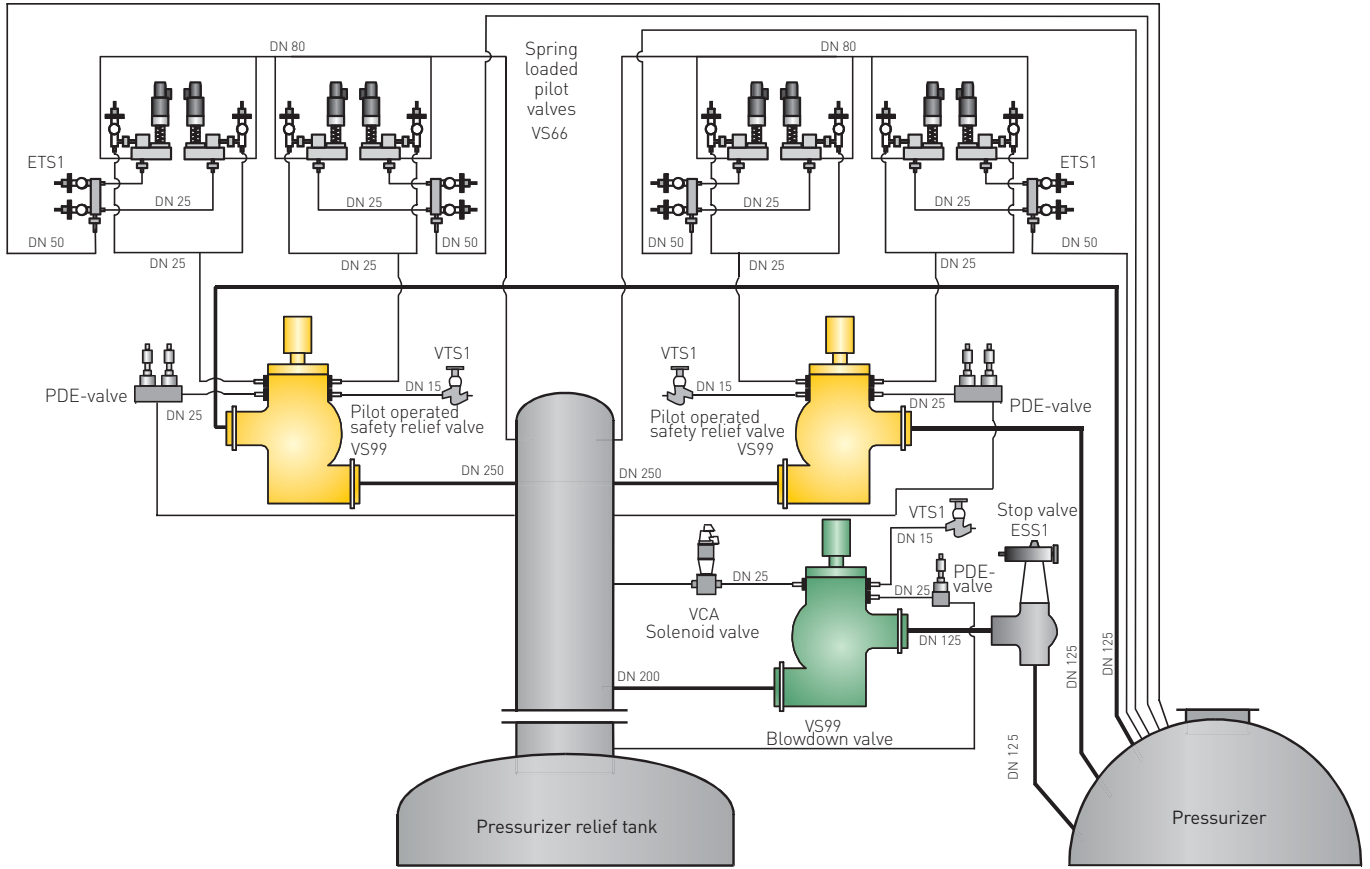 DN 80
Spring
loaded
pilot
valves
VS66
DN 80
ETS1
ETS1
DN 25
DN 25
DN 25
DN 25
DN 50
DN 50
DN 50
DN 50
DN 25
DN 25
DN 25
DN 25
VTS1
VTS1
PDE-valve
DN 25
DN 15
DN 15
DN 25
PDE-valve
Pilot operated
safety relief valve
VS99
Pilot operated
safety relief valve
VS99
DN 250
DN 250
VTS1
DN 15
Stop valve
ESS1
DN 25
DN 25
PDE-
valve
VCA
Solenoid valve
DN 125
DN 125
DN 125
DN 200
VS99
Blowdown valve
DN 125
Pressurizer relief tank
Pressurizer